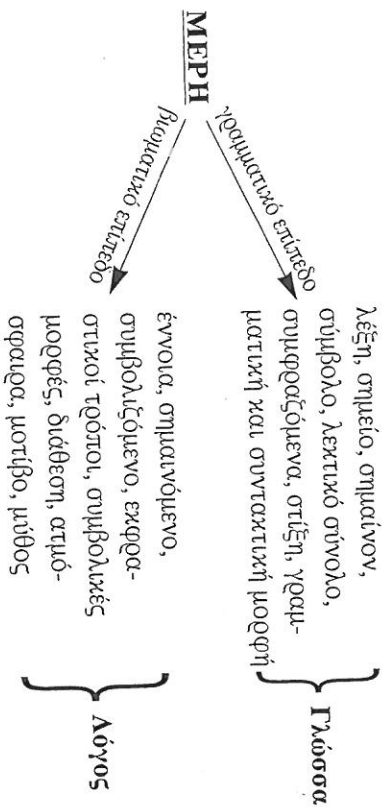 ΜΕΡΗ
γραμματικό επίπεδο
λέξη, σημείο, σημαίνον,
σύμβολο, λεκτικό σύνολο,
συμφραζόμενα, στίξη, γραμ-
ματική και συντακτική μορφή
Γλώσσα
βιωματικό επίπεδο
έννοια, σημαινόμενο,
συμβολιζόμενο, εκφρα-
στικοί τρόποι, συμβολικές
μορφές, διάθεση, ατμό-
σφαιρα, μοτίβο, μύθος
Λόγος